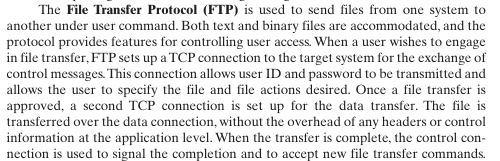 The File Transfer Protocol (FTP) is used to send files from one system to
another under user command. Both text and binary files are accommodated, and the
protocol provides features for controlling user access. When a user wishes to engage
in file transfer, FTP sets up a TCP connection to the target system for the exchange of
control messages. This connection allows user ID and password to be transmitted and
allows the user to specify the file and file actions desired. Once a file transfer is
approved, a second TCP connection is set up for the data transfer. The file is
transferred over the data connection, without the overhead of any headers or control
information at the application level. When the transfer is complete, the control con-
nection is used to signal the completion and to accept new file transfer commands.